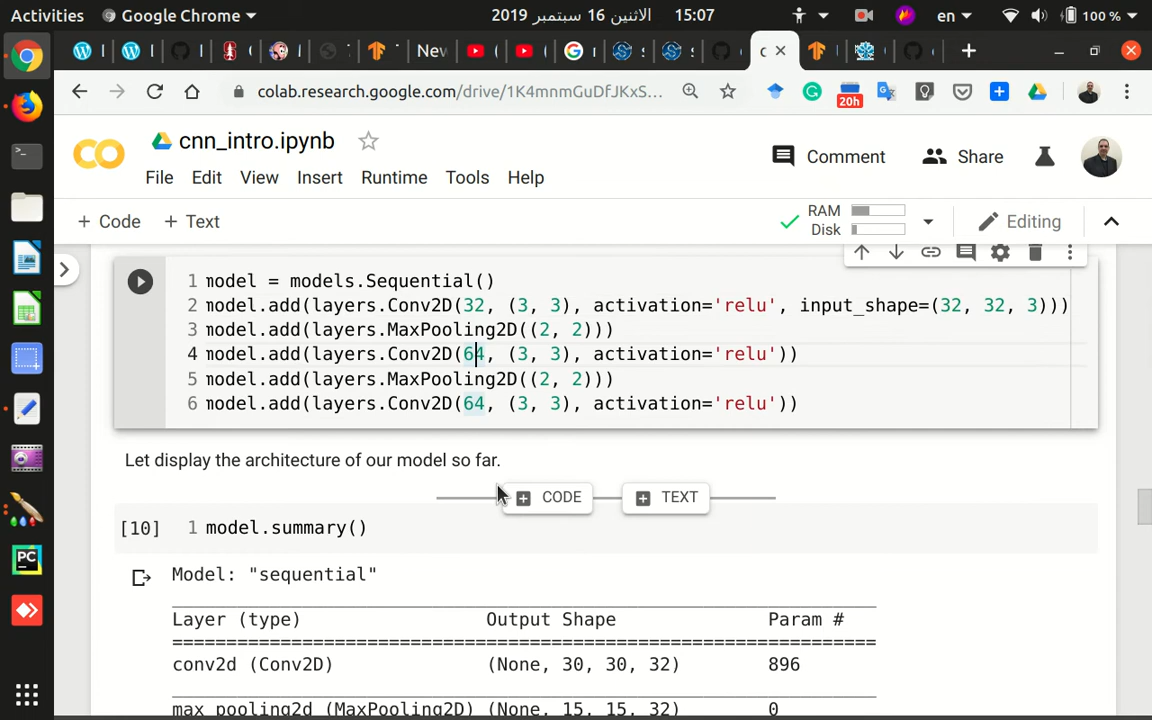 Activities Google Chrome الاثنين 16 سبتمبر 2019 15:07 en 100 %
New
colab.research.google.com/drive/1K4mnmGuDfJKxS... 20h
cnn_intro.ipynb
Comment Share
File Edit View Insert Runtime Tools Help
+ Code + Text RAM Disk Editing
1 model = models.Sequential()
2 model.add(layers.Conv2D(32, (3, 3), activation='relu', input_shape=(32, 32, 3)))
3 model.add(layers.MaxPooling2D((2, 2)))
4 model.add(layers.Conv2D(64, (3, 3), activation='relu'))
5 model.add(layers.MaxPooling2D((2, 2)))
6 model.add(layers.Conv2D(64, (3, 3), activation='relu'))
Let display the architecture of our model so far.
CODE TEXT
[10] 1 model.summary()
Model: "sequential"
Layer (type) Output Shape Param #
conv2d (Conv2D) (None, 30, 30, 32) 896
max_pooling2d (MaxPooling2D) (None, 15, 15, 32) 0